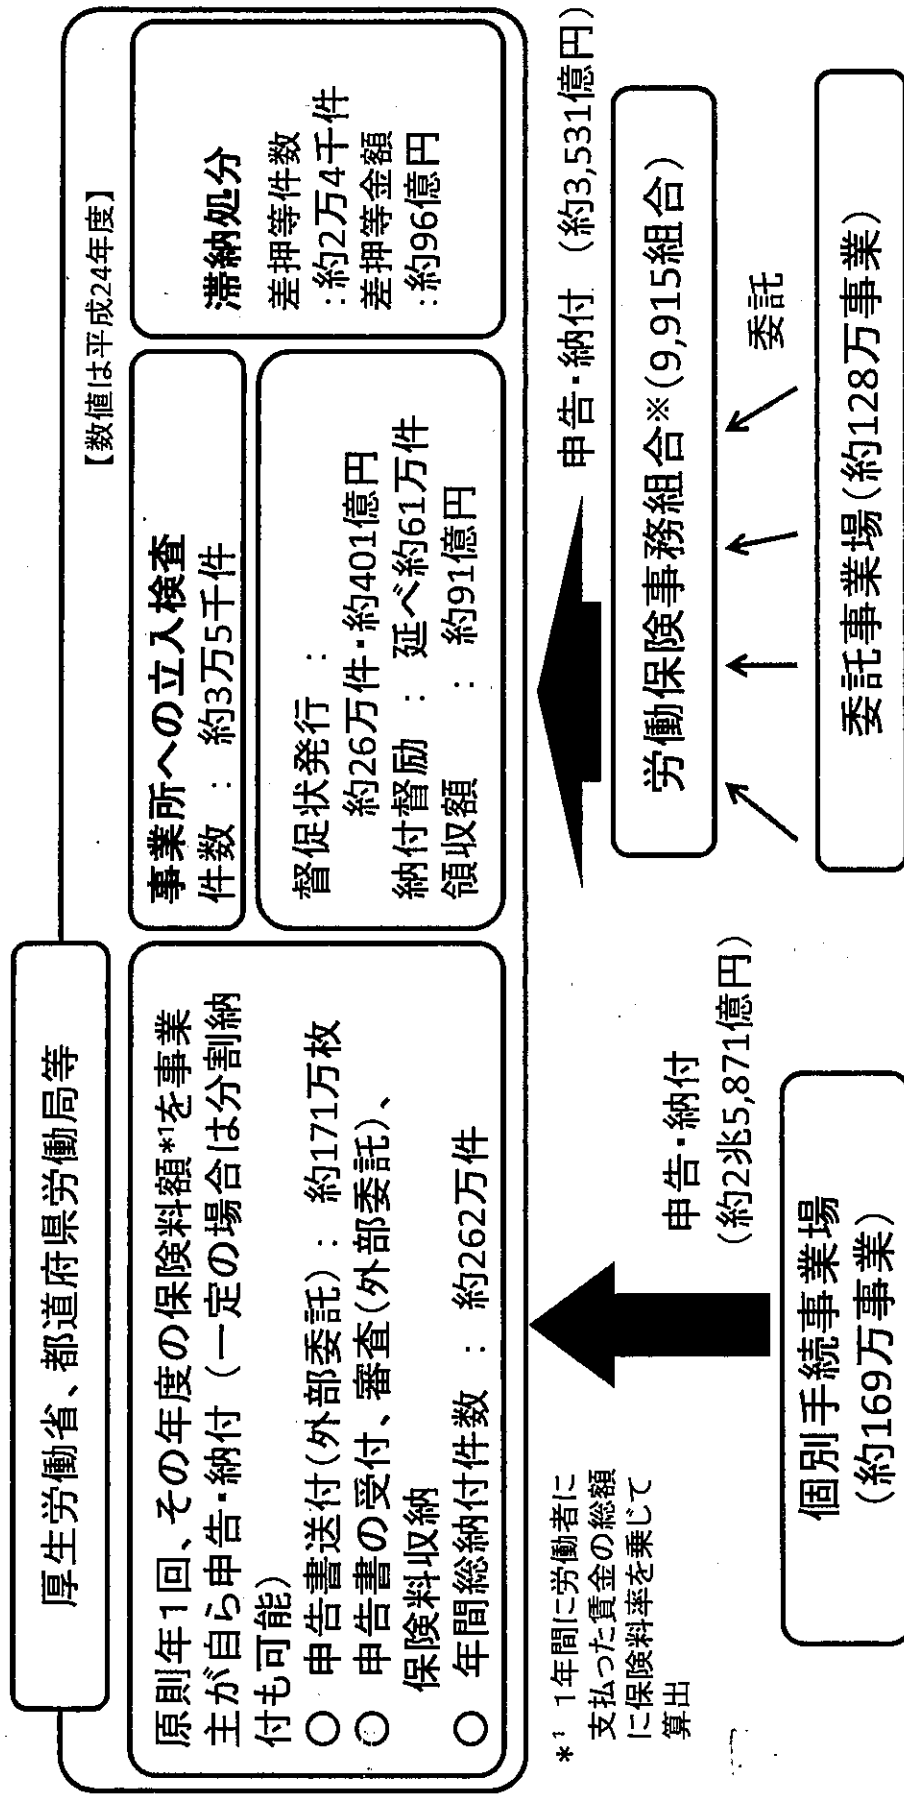 厚生労働省、都道府県労働局等
【数値は平成24年度】
原則年1回、その年度の保険料額*1を事業
主が自ら申告・納付(一定の場合は分割納
付も可能)
○ 申告書送付(外部委託): 約171万枚
○ 申告書の受付、審査(外部委託)、
保険料収納
○ 年間総納付件数 : 約262万件
事業所への立入検査
件数 : 約3万5千件
督促状発行 :
約26万件・約401億円
納付督励 : 延べ約61万件
領収額 : 約91億円
滞納処分
差押等件数
:約2万4千件
差押等金額
:約96億円
*1 1年間に労働者に
支払った賃金の総額
に保険料率を乗じて
算出
申告・納付
(約2兆5,871億円)
個別手続事業場
(約169万事業)
申告・納付 (約3,531億円)
労働保険事務組合※(9,915組合)
委託
委託事業場(約128万事業)